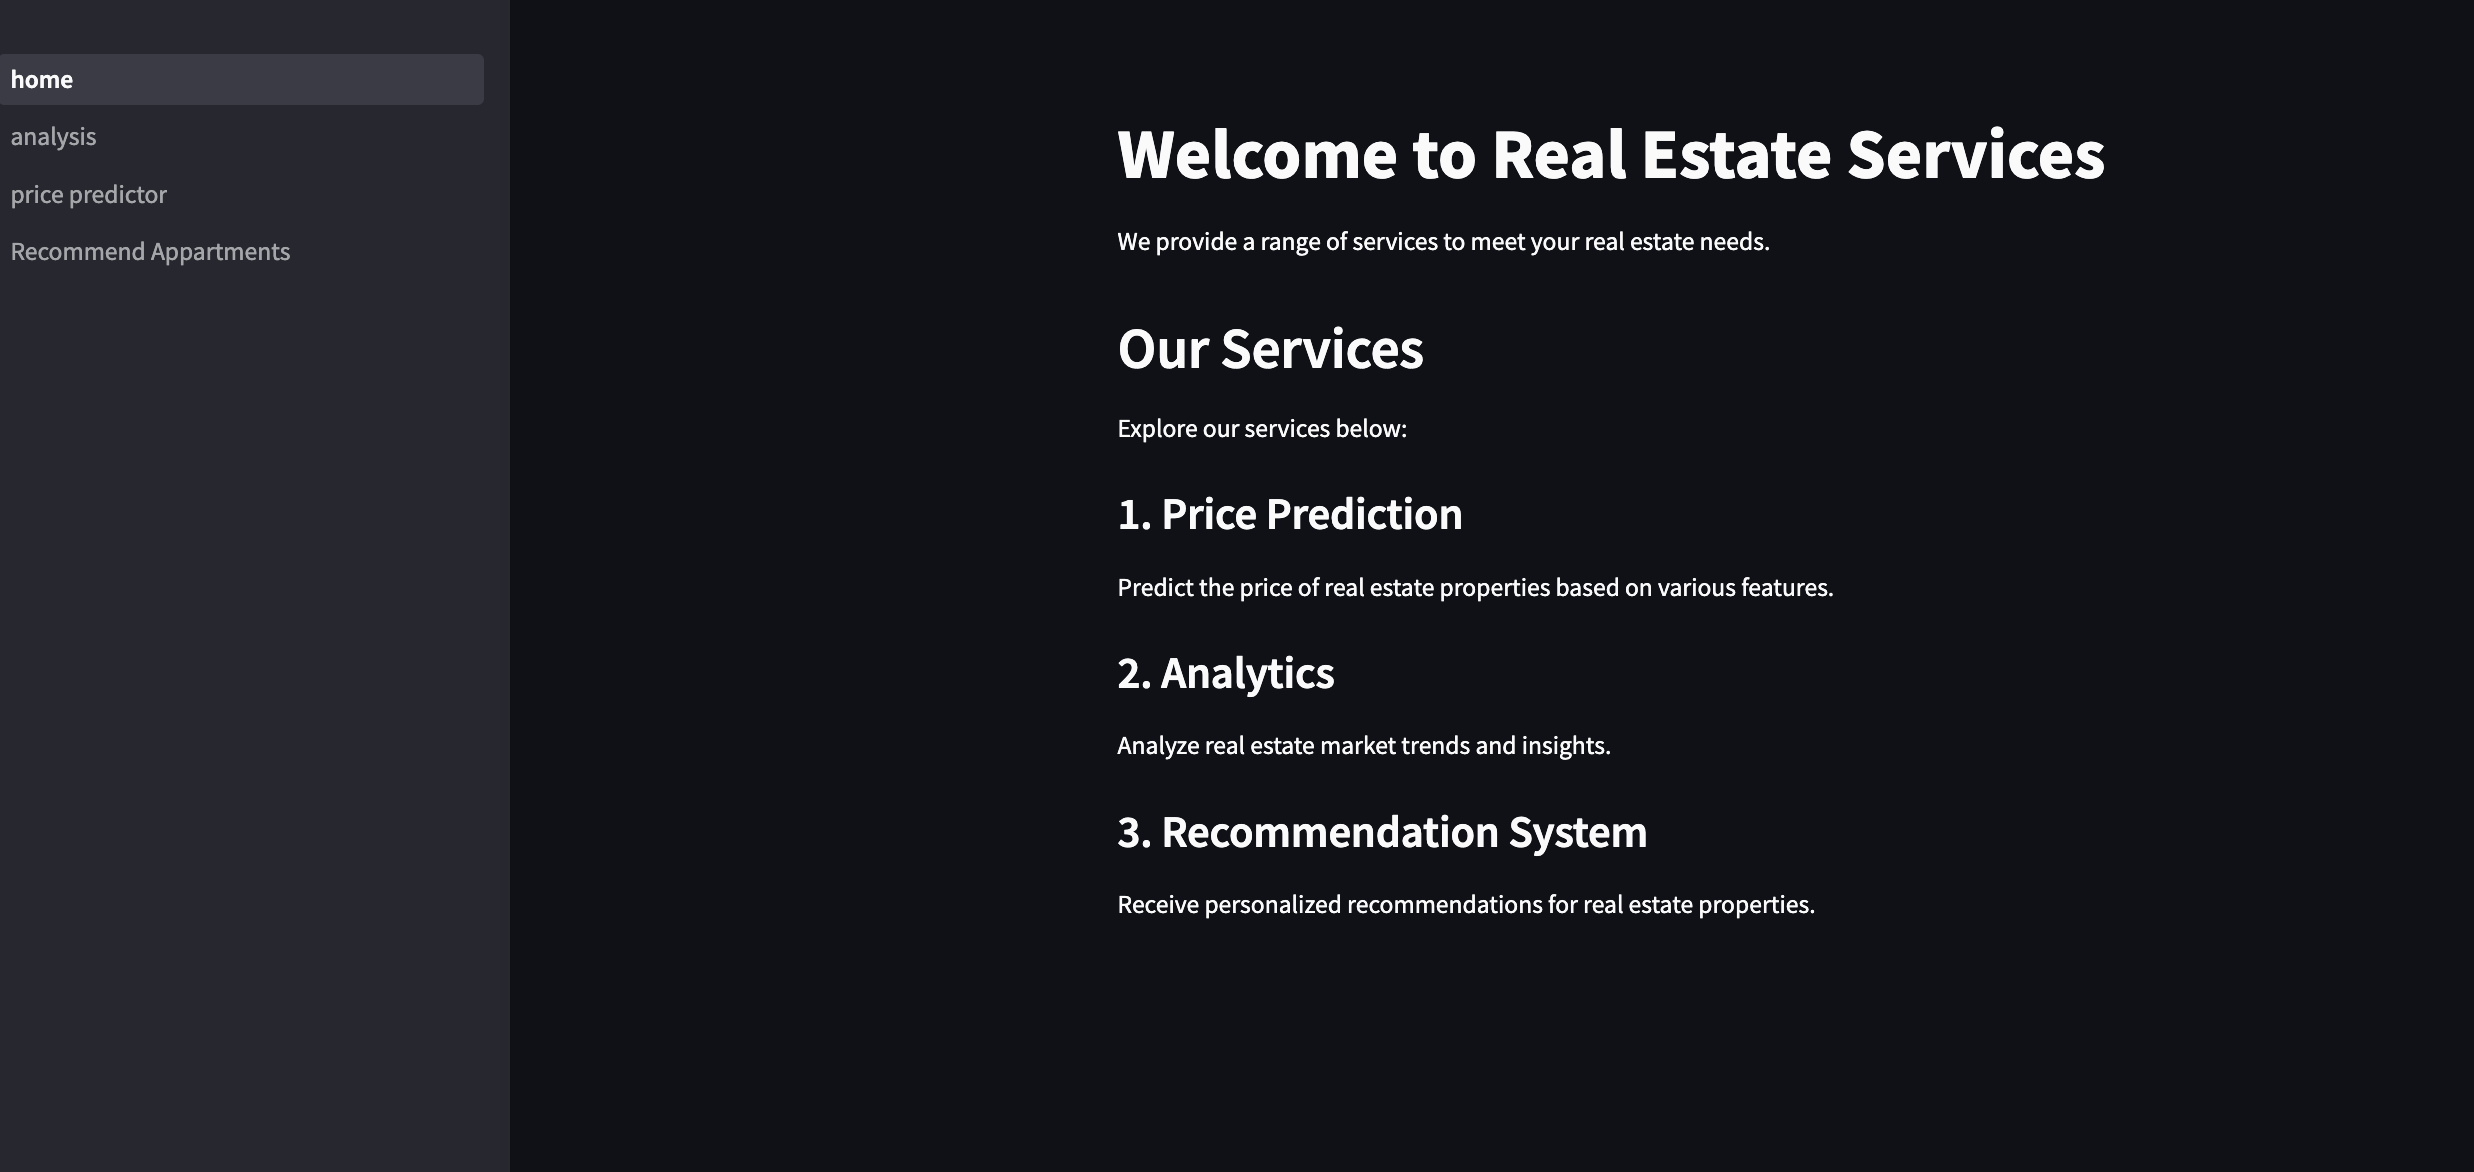 home
analysis
price predictor
Recommend Appartments
Welcome to Real Estate Services
We provide a range of services to meet your real estate needs.
Our Services
Explore our services below:
1. Price Prediction
Predict the price of real estate properties based on various features.
2. Analytics
Analyze real estate market trends and insights.
3. Recommendation System
Receive personalized recommendations for real estate properties.